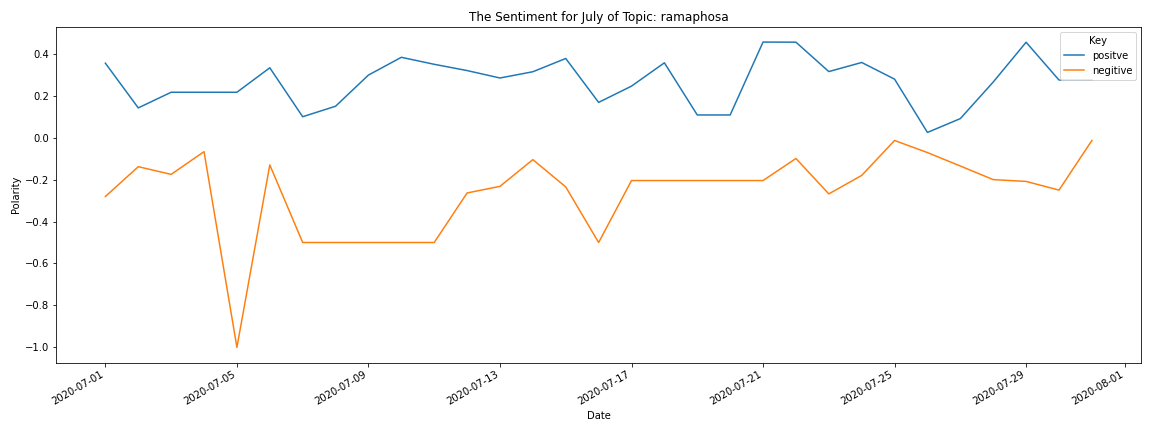 The Sentiment for July of Topic: ramaphosa
Key
positve
negitive
0.4
0.2
0.0
−0.2
−0.4
−0.6
−0.8
−1.0
Polarity
2020-07-01
2020-07-05
2020-07-09
2020-07-13
2020-07-17
2020-07-21
2020-07-25
2020-07-29
2020-08-01
Date